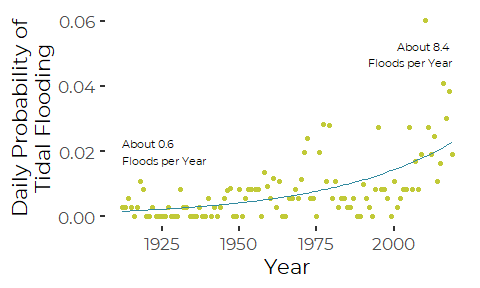 Daily Probability of
Tidal Flooding
0.06
0.04
0.02
0.00
About 8.4
Floods per Year
About 0.6
Floods per Year
1925
1950
1975
2000
Year